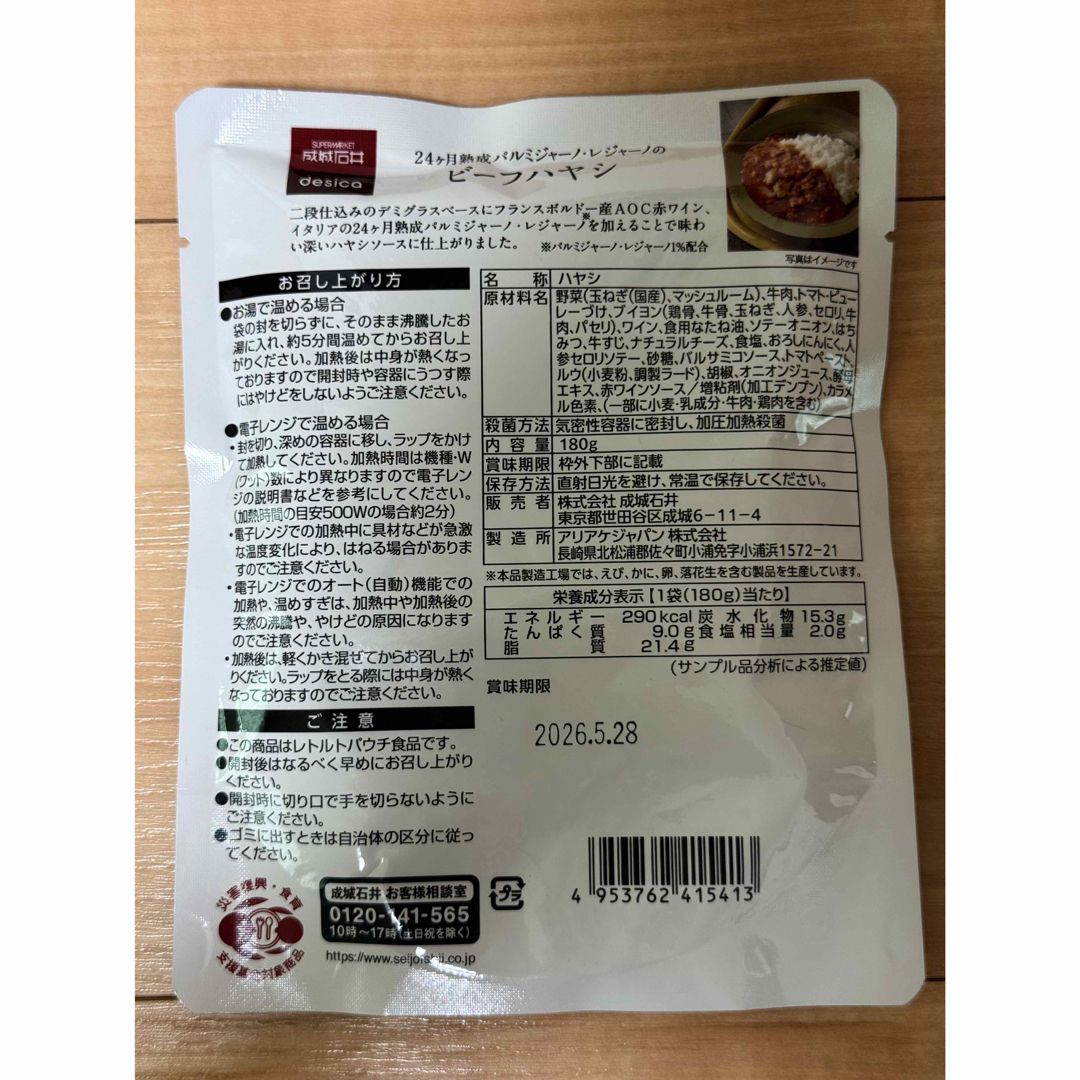 SUPERMARKET
成城石井
desica
24ヶ月熟成パルミジャーノ・レジャーノの
ビーフハヤシ
二段仕込みのデミグラスベースにフランスボルドー産AOC赤ワイン、
イタリアの24ヶ月熟成パルミジャーノ・レジャーノ※を加えることで味わ
い深いハヤシソースに仕上がりました。 ※パルミジャーノ・レジャーノ1%配合
写真はイメージです
お召し上がり方
●お湯で温める場合
袋の封を切らずに、そのまま沸騰したお
湯に入れ、約5分間温めてからお召し上
がりください。加熱後は中身が熱くなっ
ておりますので開封時や容器にうつす際
にはやけどをしないようご注意ください。
●電子レンジで温める場合
・封を切り、深めの容器に移し、ラップをかけ
て加熱してください。加熱時間は機種・W
(ワット)数により異なりますので電子レン
ジの説明書などを参考にしてください。
(加熱時間の目安500Wの場合約2分)
・電子レンジでの加熱中に具材などが急激
な温度変化により、はねる場合がありま
すのでご注意ください。
・電子レンジでのオート(自動)機能での
加熱や、温めすぎは、加熱中や加熱後の
突然の沸騰や、やけどの原因になります
のでご注意ください。
・加熱後は、軽くかき混ぜてからお召し上が
りください。ラップをとる際には中身が熱く
なっておりますのでご注意ください。
ご注意
●この商品はレトルトパウチ食品です。
●開封後はなるべく早めにお召し上がり
ください。
●開封時に切り口で手を切らないように
ご注意ください。
●ゴミに出すときは自治体の区分に従っ
てください。
災害復興・食育
支援基金対象商品
成城石井 お客様相談室
0120-141-565
10時~17時(土日祝を除く)
https://www.seijoishii.co.jp
プラ
名称 ハヤシ
原材料名 野菜(玉ねぎ(国産)、マッシュルーム)、牛肉、トマト・ピュー
レーづけ、ブイヨン(鶏骨、牛骨、玉ねぎ、人参、セロリ、牛
肉、パセリ)、ワイン、食用なたね油、ソテーオニオン、はち
みつ、牛すじ、ナチュラルチーズ、食塩、おろしにんにく、人
参セロリソテー、砂糖、バルサミコソース、トマトペースト、
ルウ(小麦粉、調製ラード)、胡椒、オニオンジュース、酵母
エキス、赤ワインソース/増粘剤(加工デンプン)、カラメ
ル色素、(一部に小麦・乳成分・牛肉・鶏肉を含む)
殺菌方法 気密性容器に密封し、加圧加熱殺菌
内容量 180g
賞味期限 枠外下部に記載
保存方法 直射日光を避け、常温で保存してください。
販売者 株式会社 成城石井
東京都世田谷区成城6-11-4
製造所 アリアケジャパン 株式会社
長崎県北松浦郡佐々町小浦免字小浦浜1572-21
※本品製造工場では、えび、かに、卵、落花生を含む製品を生産しています。
栄養成分表示【1袋(180g)当たり】
エネルギー 290kcal 炭水化物 15.3g
たんぱく質 9.0g 食塩相当量 2.0g
脂質 21.4g
(サンプル品分析による推定値)
賞味期限
2026.5.28
4 953762 415413